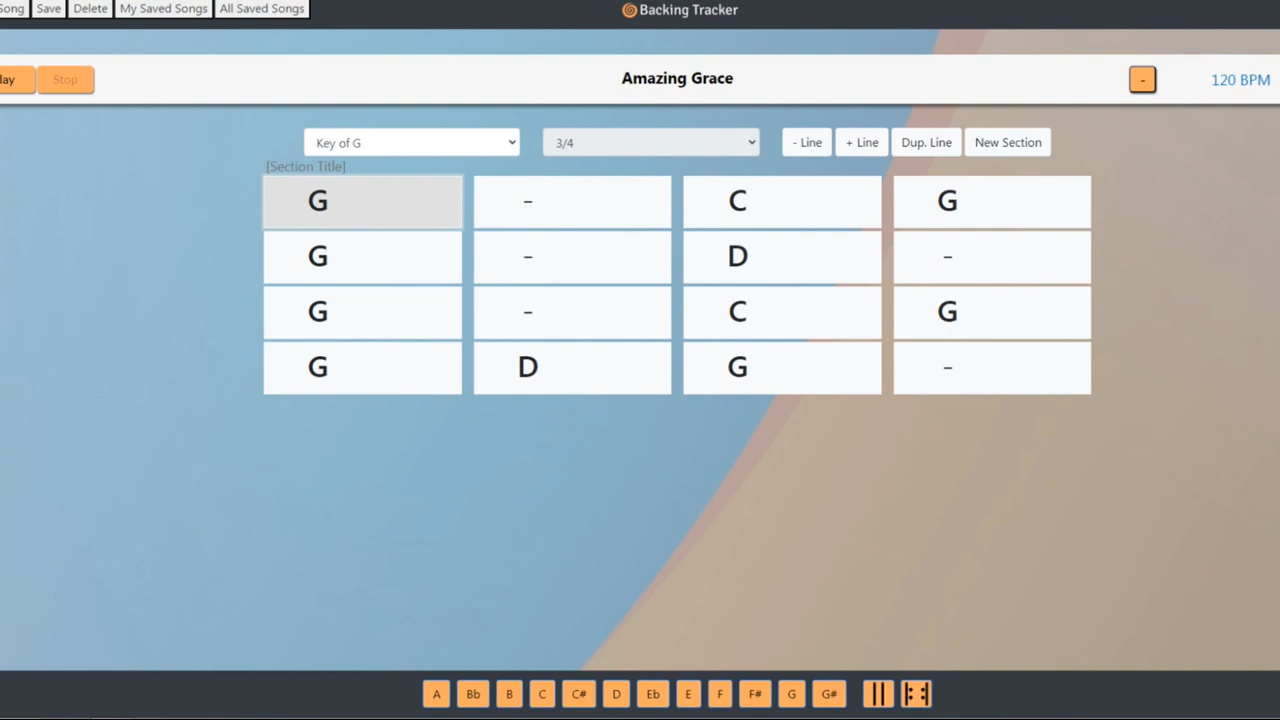 Song Save Delete My Saved Songs All Saved Songs Backing Tracker
lay Stop Amazing Grace - 120 BPM
Key of G 3/4 - Line + Line Dup. Line New Section
[Section Title]
G - C G
G - D -
G - C G
G D G -
A Bb B C C# D Eb E F F# G G#